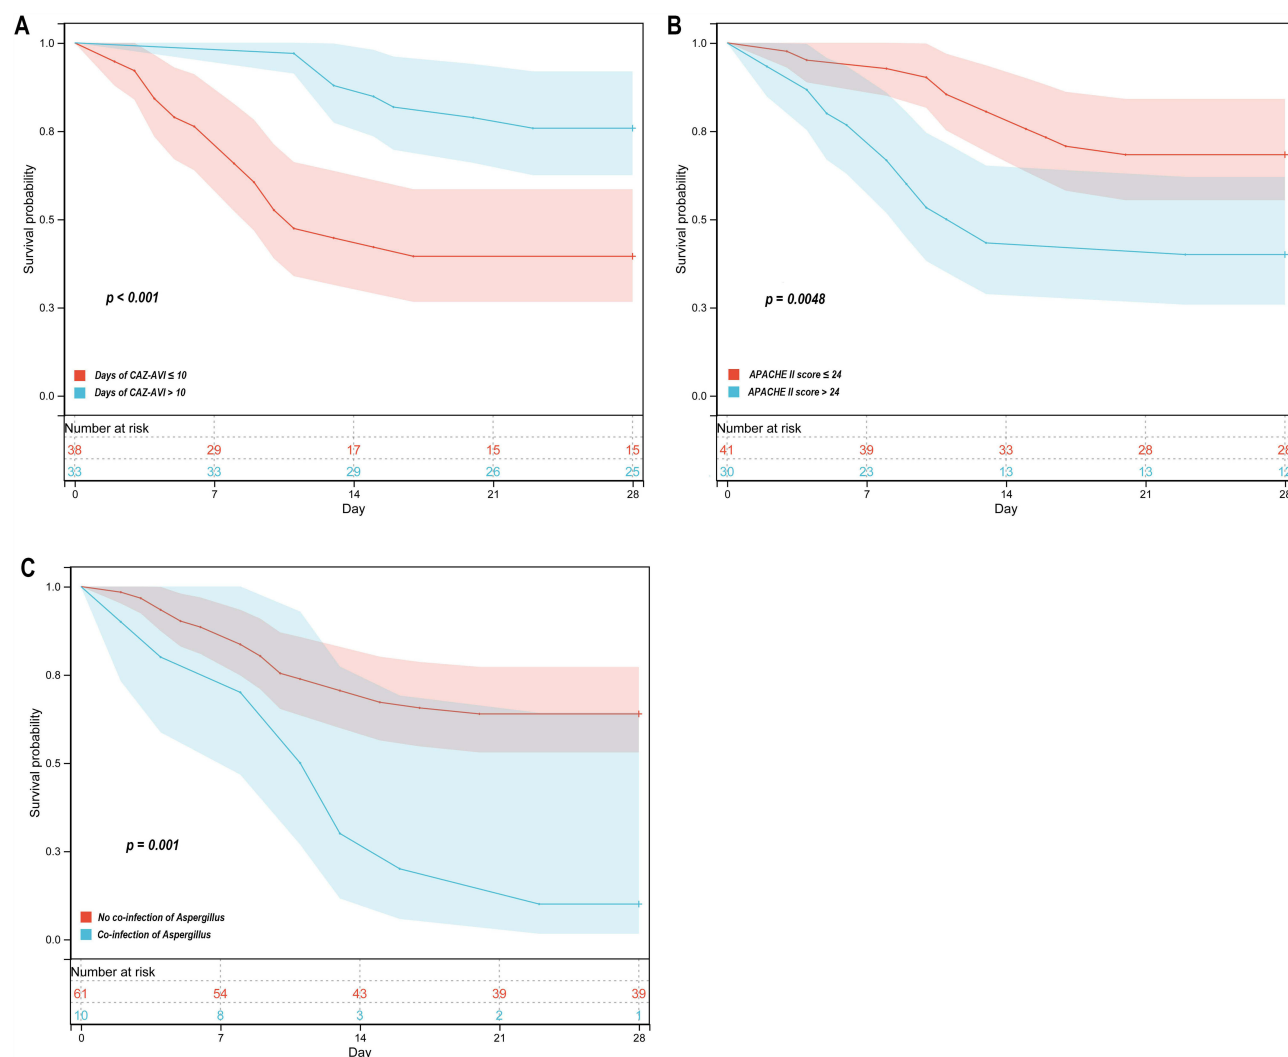 A
Survival probability
1.0
0.8
0.5
0.3
0.0
p < 0.001
Days of CAZ-AVI ≤ 10
Days of CAZ-AVI > 10
Number at risk
38 29 17 15 15
33 33 29 26 25
0 7 14 21 28
Day
B
Survival probability
1.0
0.8
0.5
0.3
0.0
p = 0.0048
APACHE II score ≤ 24
APACHE II score > 24
Number at risk
41 39 33 28 28
30 23 13 13 12
0 7 14 21 28
Day
C
Survival probability
1.0
0.8
0.5
0.3
0.0
p = 0.001
No co-infection of Aspergillus
Co-infection of Aspergillus
Number at risk
61 54 43 39 39
10 8 3 2 1
0 7 14 21 28
Day